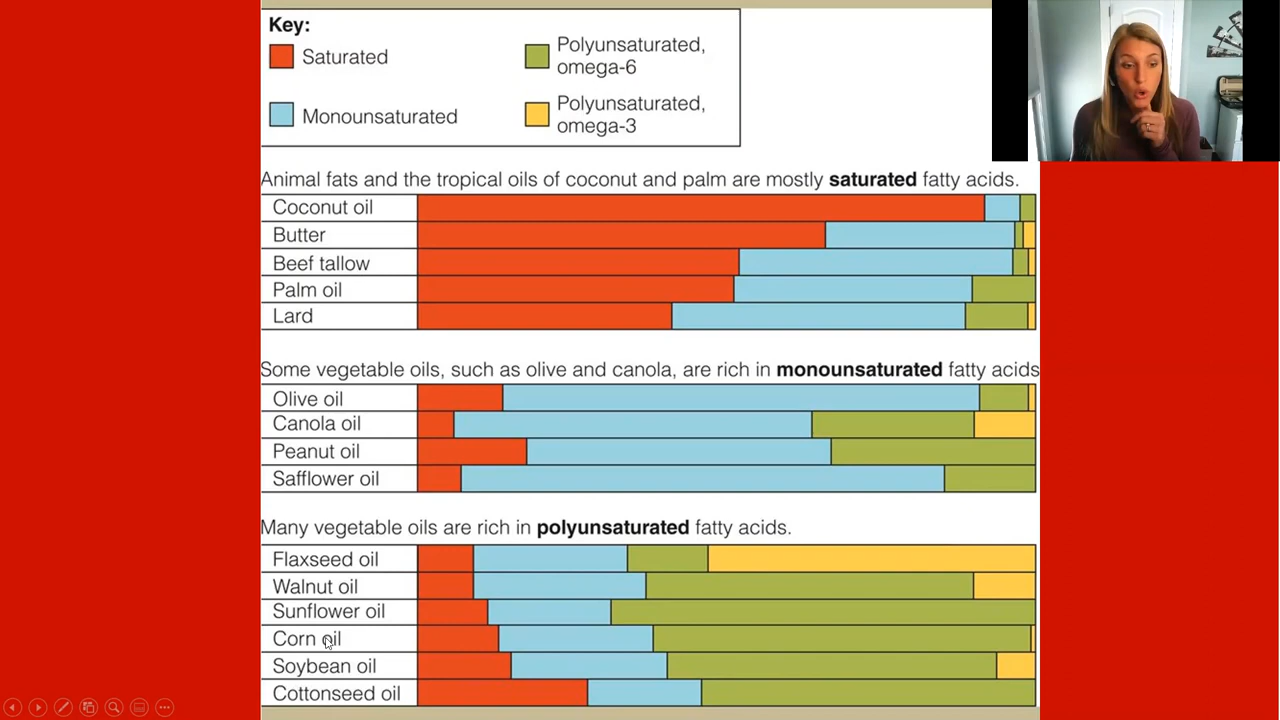 Key:
Saturated
Polyunsaturated,
omega-6
Monounsaturated
Polyunsaturated,
omega-3
Animal fats and the tropical oils of coconut and palm are mostly saturated fatty acids.
Coconut oil
Butter
Beef tallow
Palm oil
Lard
Some vegetable oils, such as olive and canola, are rich in monounsaturated fatty acids
Olive oil
Canola oil
Peanut oil
Safflower oil
Many vegetable oils are rich in polyunsaturated fatty acids.
Flaxseed oil
Walnut oil
Sunflower oil
Corn oil
Soybean oil
Cottonseed oil